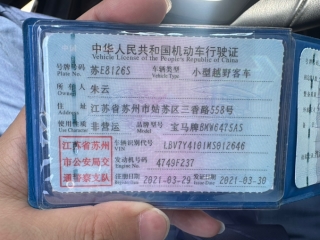 中华人民共和国机动车行驶证
Vehicle License of the People's Republic of China
号牌号码 苏E8126S 车辆类型 小型越野客车
Plate No. Vehicle Type
所有人 朱云
Owner
住址 江苏省苏州市姑苏区三香路558号
Address
使用性质 非营运 品牌型号 宝马牌BMW6475AS
Use Character Model
江苏省苏州
市公安局交
通警察支队
车辆识别代号 LBV7Y4101MS012646
VIN
发动机号码 4749F237
Engine No.
注册日期 2021-03-29 发证日期 2021-03-30
Register Date Issue Date